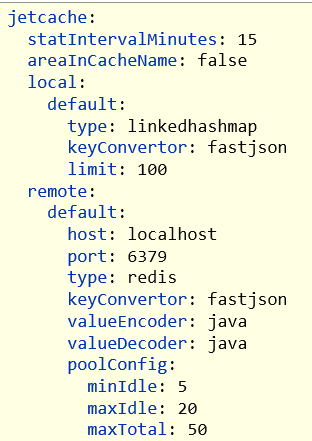 jetcache:
  statIntervalMinutes: 15
  areaInCacheName: false
  local:
    default:
      type: linkedhashmap
      keyConvertor: fastjson
      limit: 100
  remote:
    default:
      host: localhost
      port: 6379
      type: redis
      keyConvertor: fastjson
      valueEncoder: java
      valueDecoder: java
      poolConfig:
        minIdle: 5
        maxIdle: 20
        maxTotal: 50